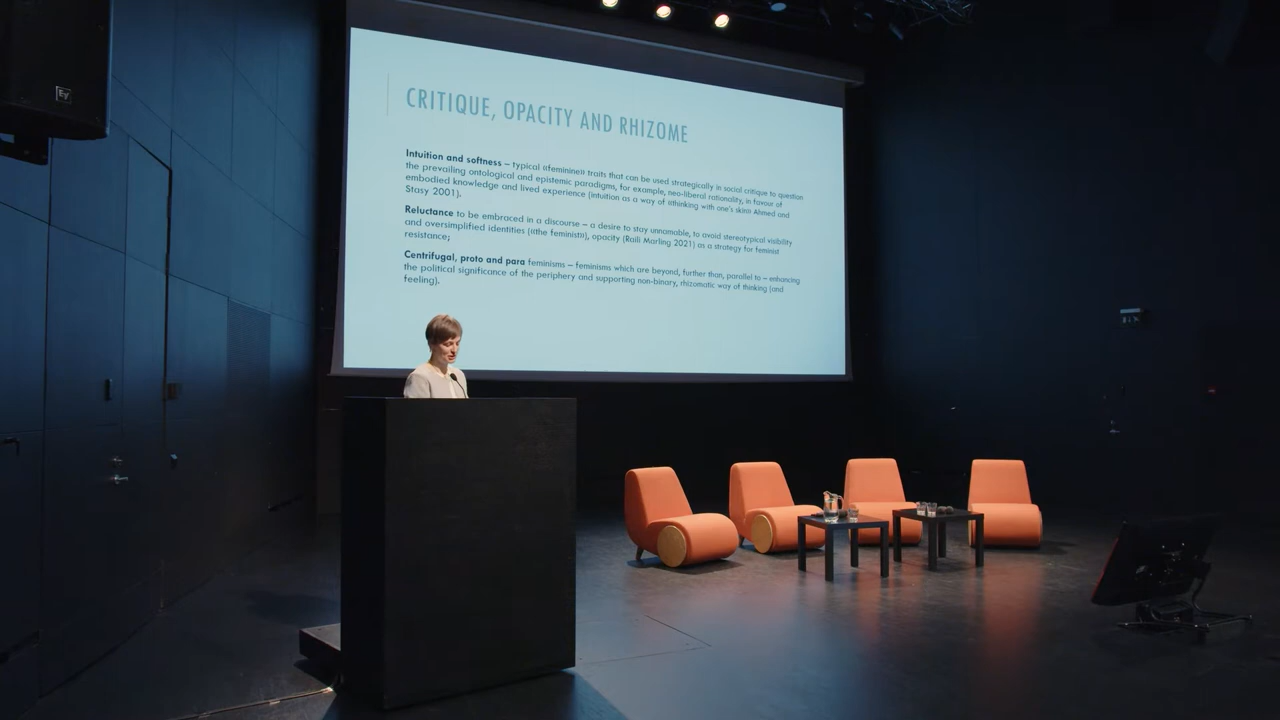 CRITIQUE, OPACITY AND RHIZOME
Intuition and softness – typical «feminine» traits that can be used strategically in social critique to question
the prevailing ontological and epistemic paradigms, for example, neo-liberal rationality, in favour of
embodied knowledge and lived experience (intuition as a way of «thinking with one's skin» Ahmed and
Stasy 2001).
Reluctance to be embraced in a discourse – a desire to stay unnamable, to avoid stereotypical visibility
and oversimplified identities («the feminist»), opacity (Raili Marling 2021) as a strategy for feminist
resistance;
Centrifugal, proto and para feminisms – feminisms which are beyond, further than, parallel to – enhancing
the political significance of the periphery and supporting non-binary, rhizomatic way of thinking (and
feeling).
EV